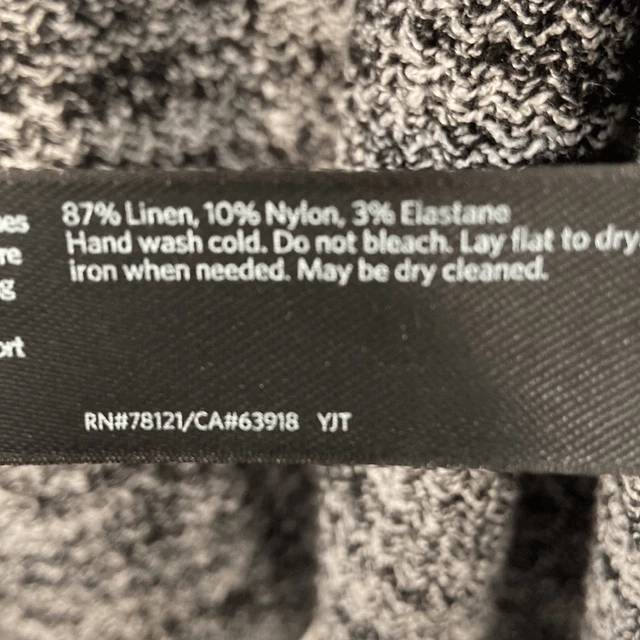 87% Linen, 10% Nylon, 3% Elastane
Hand wash cold. Do not bleach. Lay flat to dry
iron when needed. May be dry cleaned.
RN#78121/CA#63918 YJT